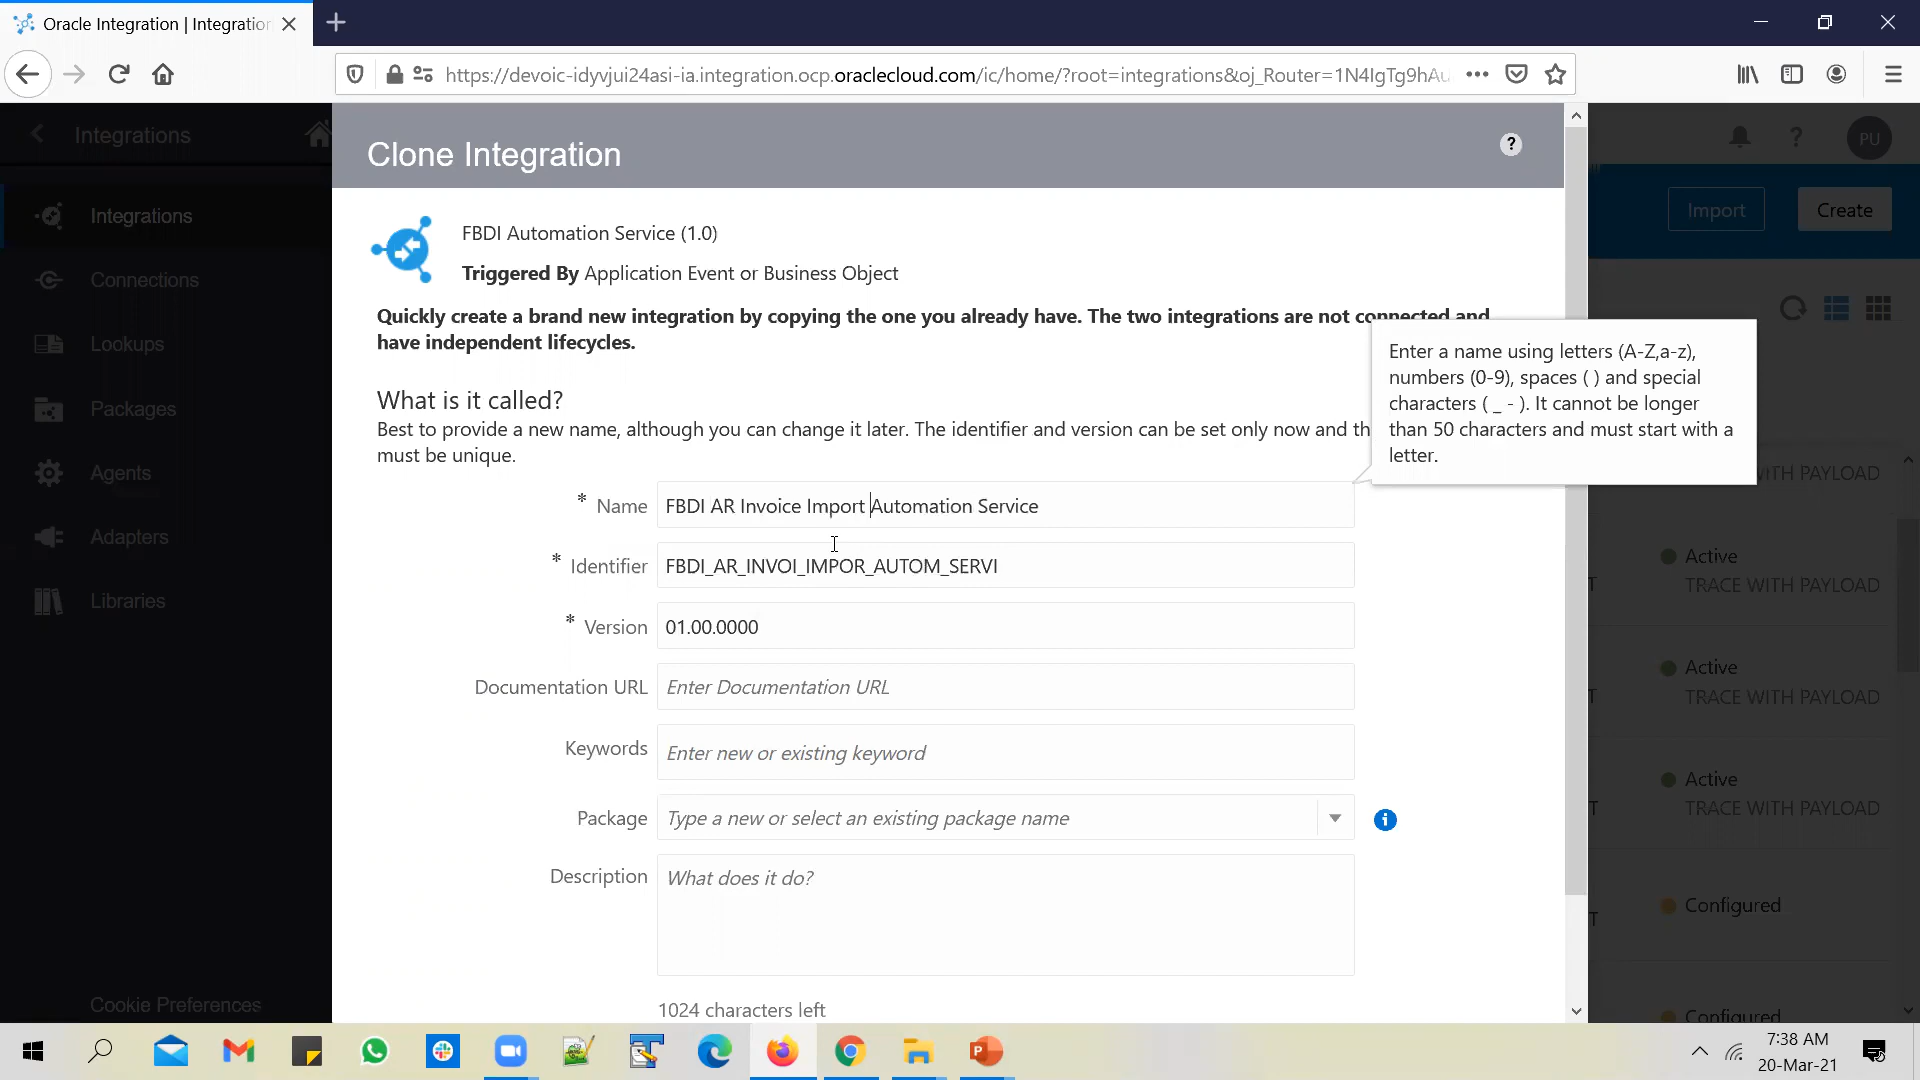 Oracle Integration | Integration
https://devoic-idyvjui24asi-ia.integration.ocp.oraclecloud.com/ic/home/?root=integrations&oj_Router=1N4IgTg9hAu
Integrations
PU
Clone Integration
?
?
Import
Create
Integrations
Connections
Lookups
Packages
Agents
Adapters
Libraries
Cookie Preferences
FBDI Automation Service (1.0)
Triggered By Application Event or Business Object
Quickly create a brand new integration by copying the one you already have. The two integrations are not connected and
have independent lifecycles.
Enter a name using letters (A-Z,a-z),
numbers (0-9), spaces ( ) and special
characters ( _ - ). It cannot be longer
than 50 characters and must start with a
letter.
What is it called?
Best to provide a new name, although you can change it later. The identifier and version can be set only now and th
must be unique.
* Name FBDI AR Invoice Import Automation Service
* Identifier FBDI_AR_INVOI_IMPOR_AUTOM_SERVI
* Version 01.00.0000
Documentation URL Enter Documentation URL
Keywords Enter new or existing keyword
Package Type a new or select an existing package name
Description What does it do?
1024 characters left
WITH PAYLOAD
Active
TRACE WITH PAYLOAD
Active
TRACE WITH PAYLOAD
Active
TRACE WITH PAYLOAD
Configured
Configured
7:38 AM
20-Mar-21